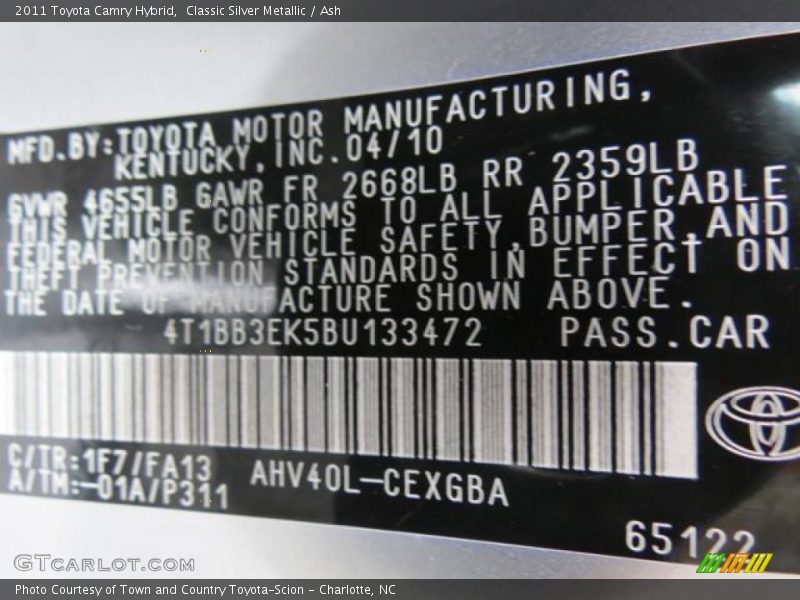 2011 Toyota Camry Hybrid,  Classic Silver Metallic / Ash
MFD.BY:TOYOTA MOTOR MANUFACTURING,
KENTUCKY,INC.04/10
GVWR 4655LB GAWR FR 2668LB RR 2359LB
THIS VEHICLE CONFORMS TO ALL APPLICABLE
FEDERAL MOTOR VEHICLE SAFETY,BUMPER,AND
THEFT PREVENTION STANDARDS IN EFFECT ON
THE DATE OF MANUFACTURE SHOWN ABOVE.
4T1BB3EK5BU133472 PASS.CAR
C/TR:1F7/FA13
A/TM:-01A/P311
AHV40L-CEXGBA
65122
GTCARLOT.COM
Photo Courtesy of Town and Country Toyota-Scion - Charlotte, NC